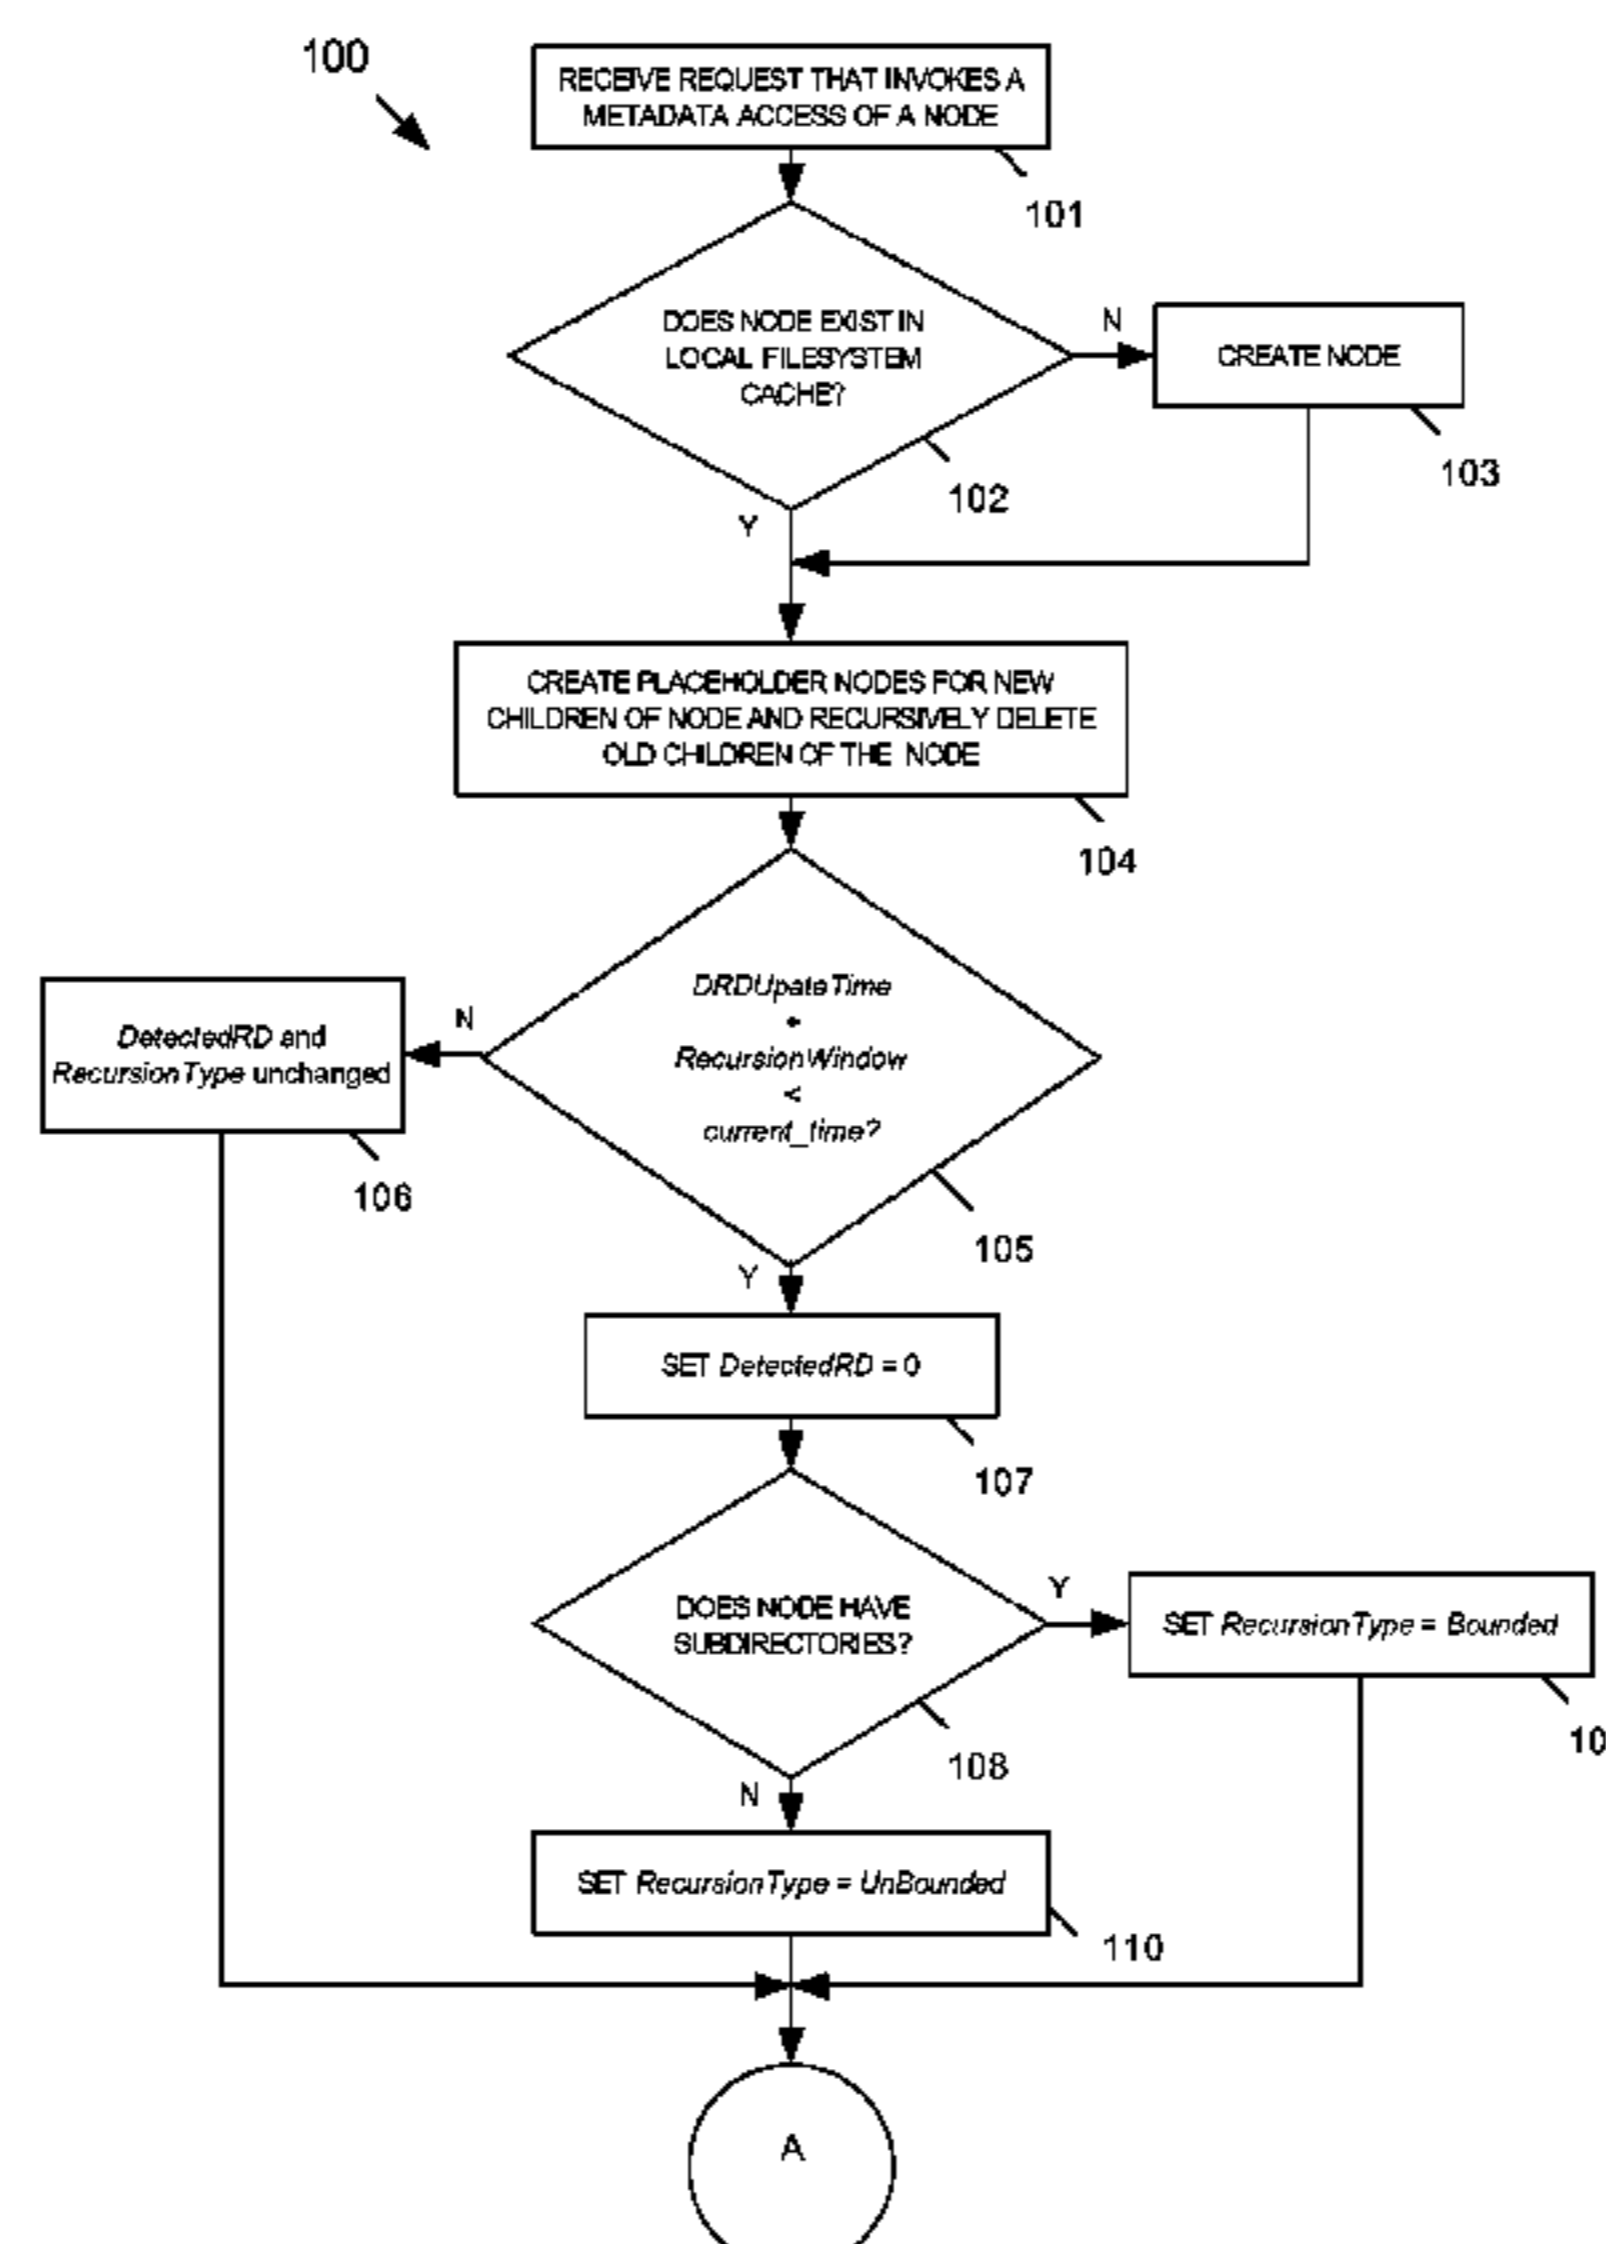 100
RECEIVE REQUEST THAT INVOKES A
METADATA ACCESS OF A NODE
101
DOES NODE EXIST IN
LOCAL FILESYSTEM
CACHE?
N
CREATE NODE
103
102
Y
CREATE PLACEHOLDER NODES FOR NEW
CHILDREN OF NODE AND RECURSIVELY DELETE
OLD CHILDREN OF THE NODE
104
DRDUpateTime
+
RecursionWindow
<
current_time?
N
DetectedRD and
RecursionType unchanged
106
105
Y
SET DetectedRD = 0
107
DOES NODE HAVE
SUBDIRECTORIES?
Y
SET RecursionType = Bounded
10
108
N
SET RecursionType = UnBounded
110
A